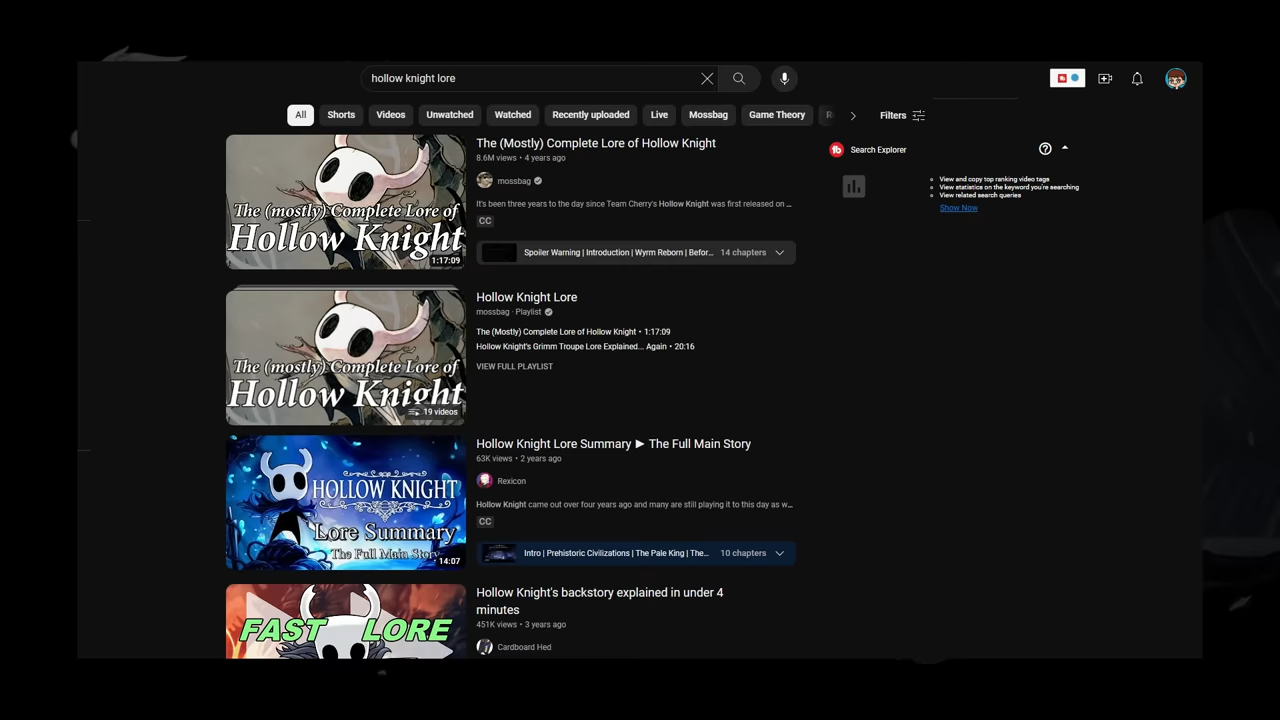 hollow knight lore
All
Shorts
Videos
Unwatched
Watched
Recently uploaded
Live
Mossbag
Game Theory
Filters
The (mostly) Complete Lore of
Hollow Knight
1:17:09
The (Mostly) Complete Lore of Hollow Knight
8.6M views • 4 years ago
mossbag
It's been three years to the day since Team Cherry's Hollow Knight was first released on ...
CC
Spoiler Warning | Introduction | Wyrm Reborn | Befor... 14 chapters
Search Explorer
View and copy top ranking video tags
View statistics on the keyword you're searching
View related search queries
Show Now
The (mostly) Complete Lore of
Hollow Knight
19 videos
Hollow Knight Lore
mossbag · Playlist
The (Mostly) Complete Lore of Hollow Knight • 1:17:09
Hollow Knight's Grimm Troupe Lore Explained... Again • 20:16
VIEW FULL PLAYLIST
HOLLOW KNIGHT
Lore Summary
The Full Main Story
14:07
Hollow Knight Lore Summary ► The Full Main Story
63K views • 2 years ago
Rexicon
Hollow Knight came out over four years ago and many are still playing it to this day as w...
CC
Intro | Prehistoric Civilizations | The Pale King | The... 10 chapters
FAST LORE
Hollow Knight's backstory explained in under 4
minutes
451K views • 3 years ago
Cardboard Hed